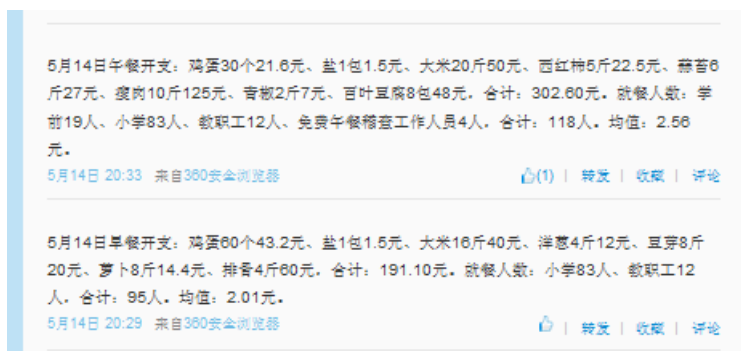 5月14日午餐开支：鸡蛋30个21.6元、盐1包1.5元、大米20斤50元、西红柿5斤22.5元、蒜苔6
斤27元、瘦肉10斤125元、青椒2斤7元、百叶豆腐8包48元。合计：302.60元。就餐人数：学
前19人、小学83人、教职工12人、免费午餐稽查工作人员4人。合计：118人。均值：2.56
元。
5月14日 20:33 来自360安全浏览器 (1) | 转发 | 收藏 | 评论
5月14日早餐开支：鸡蛋60个43.2元、盐1包1.5元、大米16斤40元、洋葱4斤12元、豆芽8斤
20元、萝卜8斤14.4元、排骨4斤60元。合计：191.10元。就餐人数：小学83人、教职工12
人。合计：95人。均值：2.01元。
5月14日 20:29 来自360安全浏览器 | 转发 | 收藏 | 评论